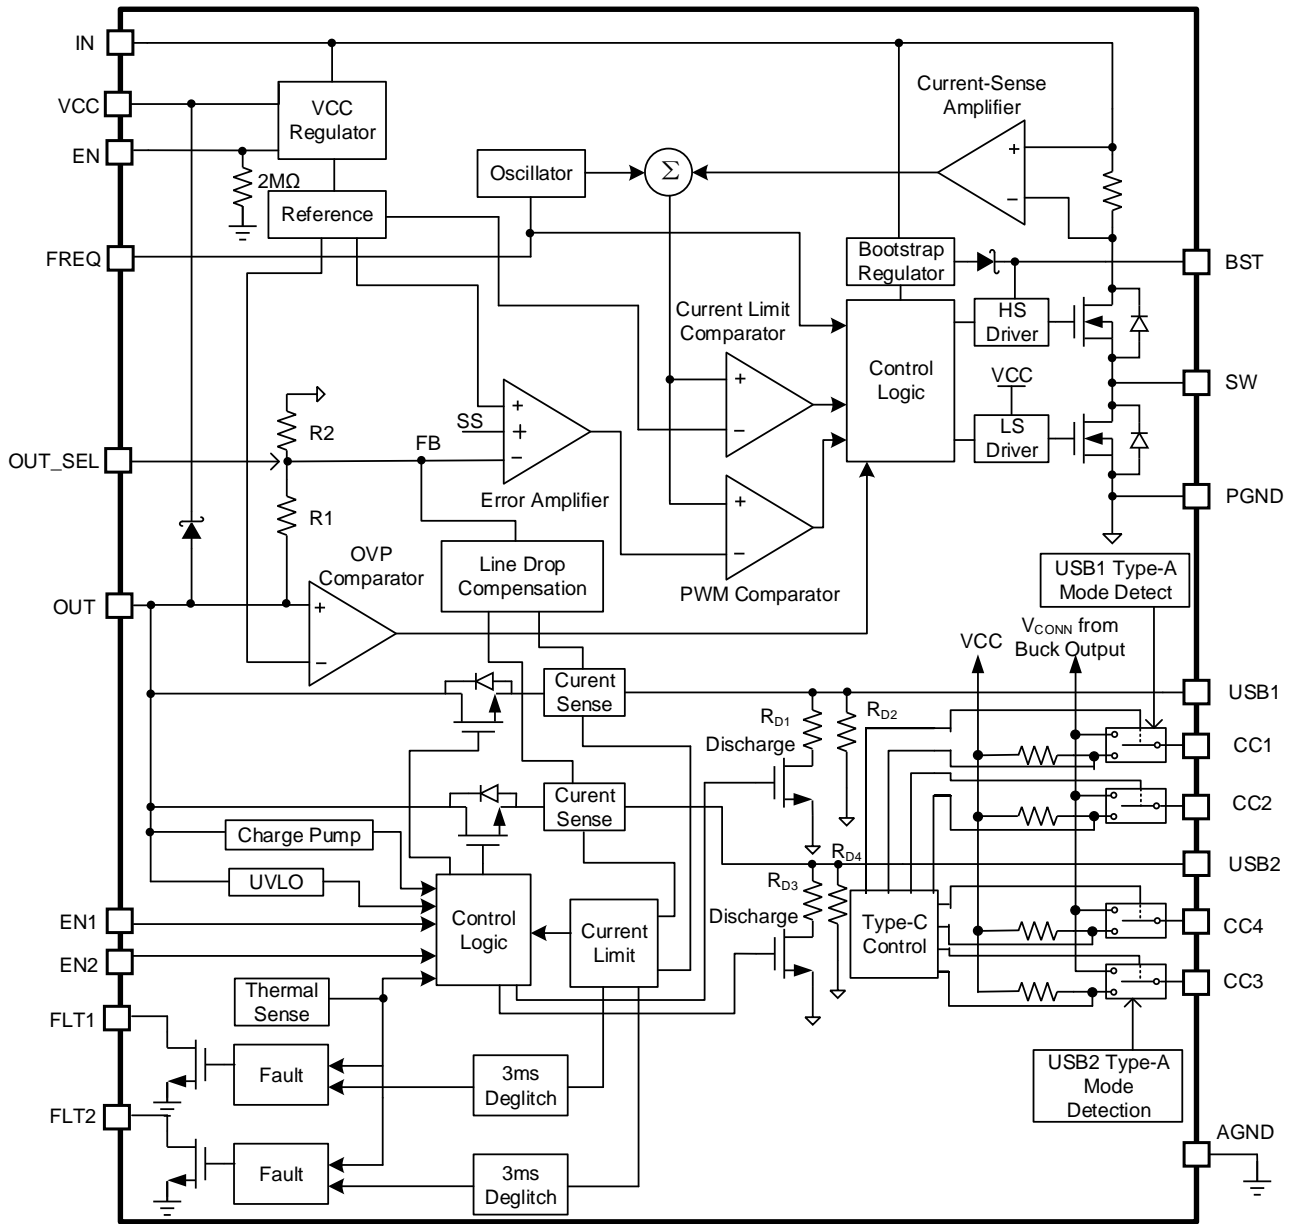 IN
VCC
EN
FREQ
OUT_SEL
OUT
EN1
EN2
FLT1
FLT2
VCC
Regulator
2MΩ
Reference
Oscillator
Σ
Current-Sense
Amplifier
+
−
Bootstrap
Regulator
BST
HS
Driver
Current Limit
Comparator
+
−
Control
Logic
VCC
LS
Driver
SW
PGND
R2
FB
SS
+
+
−
Error Amplifier
R1
+
−
PWM Comparator
OVP
Comparator
+
−
Line Drop
Compensation
USB1 Type-A
Mode Detect
VCC
VCONN from
Buck Output
Curent
Sense
USB1
RD1
RD2
Discharge
CC1
Curent
Sense
CC2
Charge Pump
UVLO
USB2
RD4
RD3
Discharge
Control
Logic
Current
Limit
Type-C
Control
CC4
CC3
Thermal
Sense
Fault
3ms
Deglitch
USB2 Type-A
Mode
Detection
Fault
3ms
Deglitch
AGND